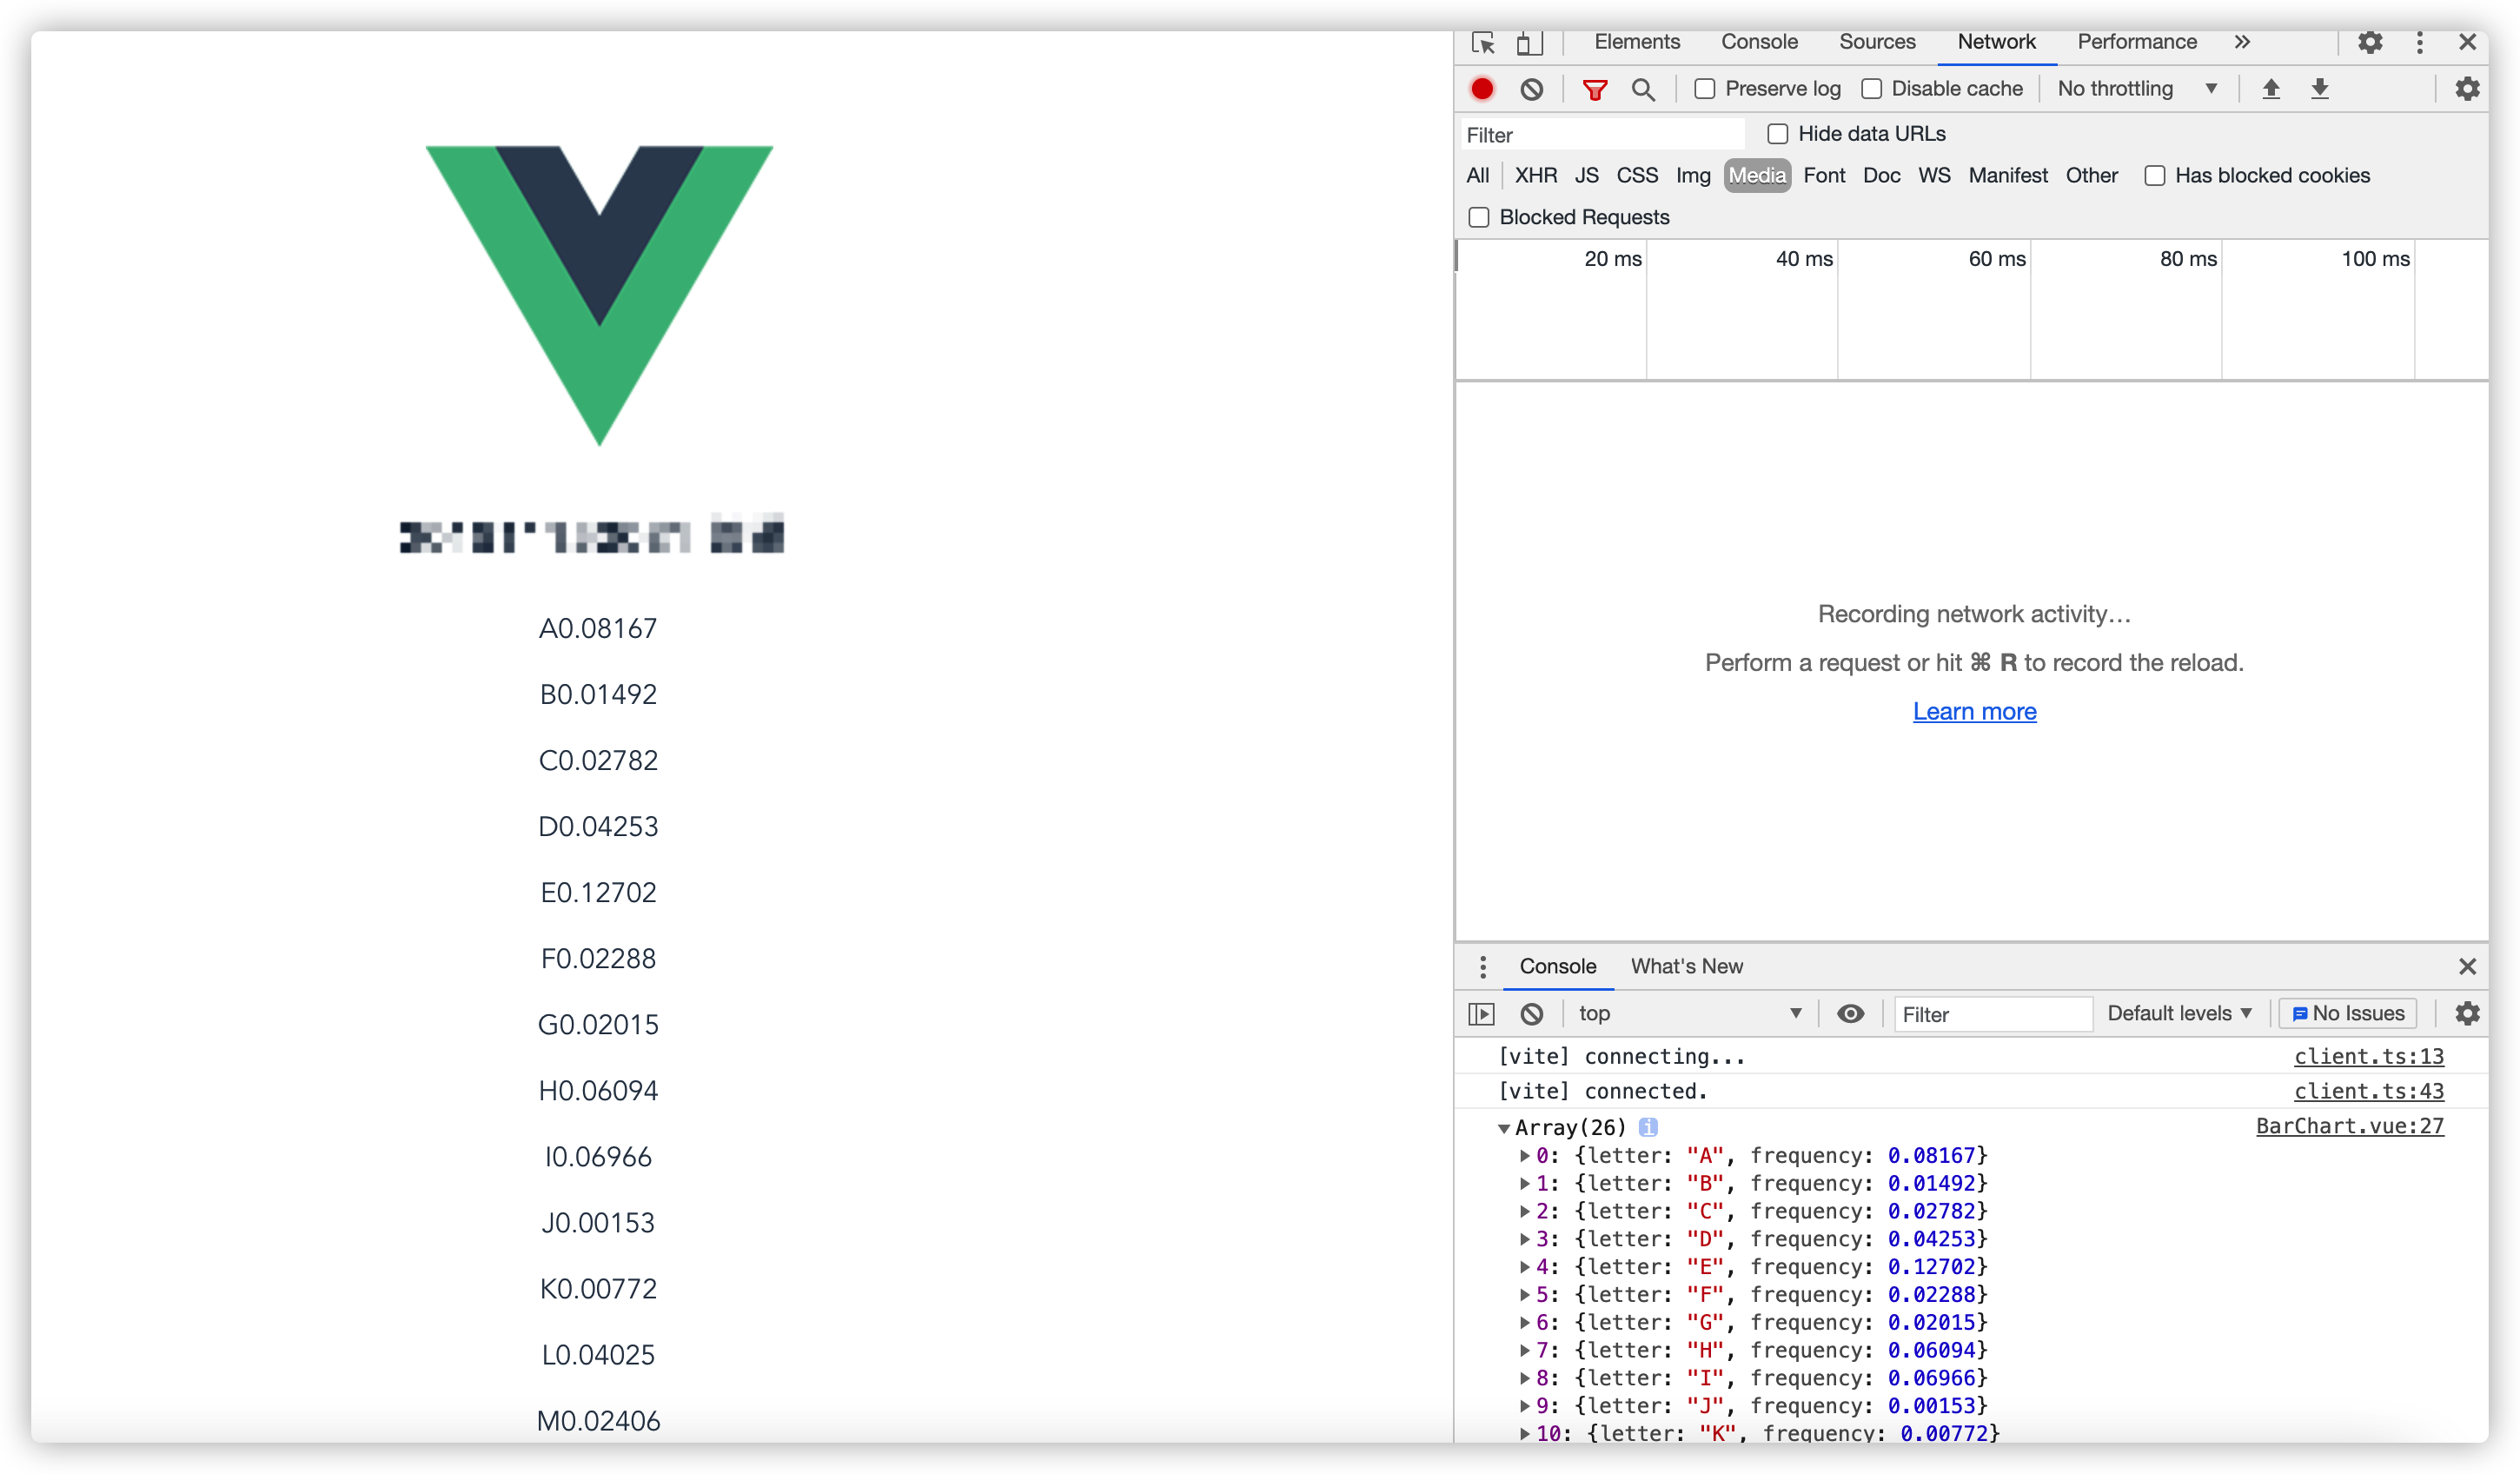 A0.08167
B0.01492
C0.02782
D0.04253
E0.12702
F0.02288
G0.02015
H0.06094
I0.06966
J0.00153
K0.00772
L0.04025
M0.02406
Elements Console Sources Network Performance
Preserve log Disable cache No throttling
Filter Hide data URLs
All XHR JS CSS Img Media Font Doc WS Manifest Other Has blocked cookies
Blocked Requests
20 ms 40 ms 60 ms 80 ms 100 ms
Recording network activity…
Perform a request or hit ⌘ R to record the reload.
Learn more
Console What's New
top Filter Default levels No Issues
[vite] connecting... client.ts:13
[vite] connected. client.ts:43
Array(26) i BarChart.vue:27
0: {letter: "A", frequency: 0.08167}
1: {letter: "B", frequency: 0.01492}
2: {letter: "C", frequency: 0.02782}
3: {letter: "D", frequency: 0.04253}
4: {letter: "E", frequency: 0.12702}
5: {letter: "F", frequency: 0.02288}
6: {letter: "G", frequency: 0.02015}
7: {letter: "H", frequency: 0.06094}
8: {letter: "I", frequency: 0.06966}
9: {letter: "J", frequency: 0.00153}
10: {letter: "K", frequency: 0.00772}